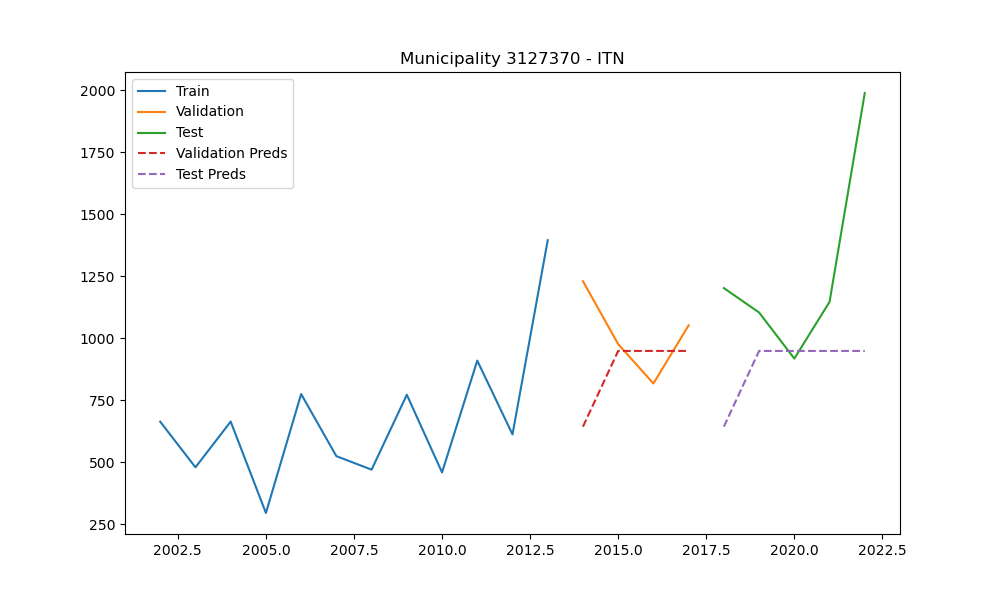 Municipality 3127370 - ITN
Train
Validation
Test
Validation Preds
Test Preds
2000
1750
1500
1250
1000
750
500
250
2002.5 2005.0 2007.5 2010.0 2012.5 2015.0 2017.5 2020.0 2022.5